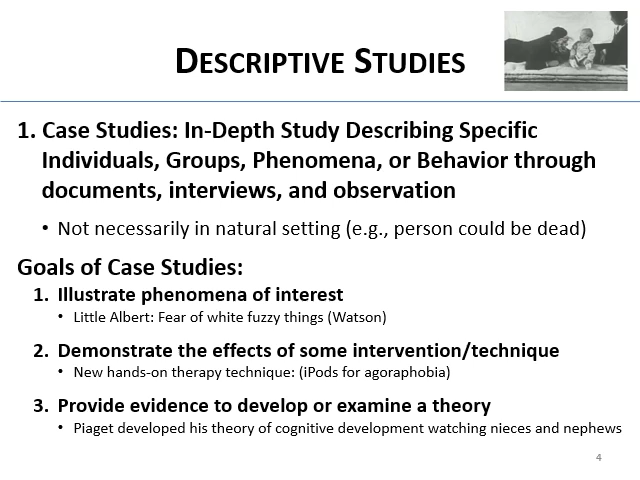 DESCRIPTIVE STUDIES
1. Case Studies: In-Depth Study Describing Specific
Individuals, Groups, Phenomena, or Behavior through
documents, interviews, and observation
• Not necessarily in natural setting (e.g., person could be dead)
Goals of Case Studies:
1. Illustrate phenomena of interest
• Little Albert: Fear of white fuzzy things (Watson)
2. Demonstrate the effects of some intervention/technique
• New hands-on therapy technique: (iPods for agoraphobia)
3. Provide evidence to develop or examine a theory
• Piaget developed his theory of cognitive development watching nieces and nephews
4